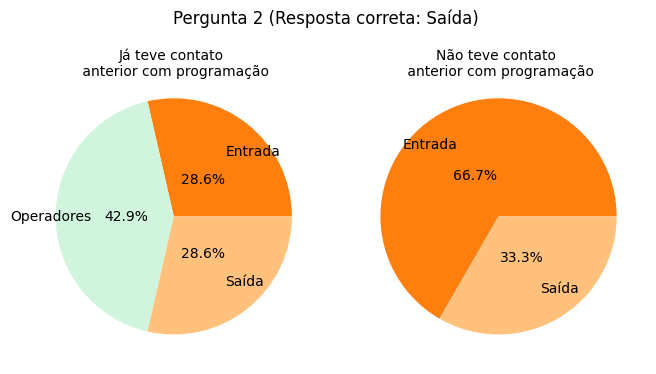 Pergunta 2 (Resposta correta: Saída)
Já teve contato
anterior com programação
Entrada
28.6%
Operadores
42.9%
28.6%
Saída
Não teve contato
anterior com programação
Entrada
66.7%
33.3%
Saída